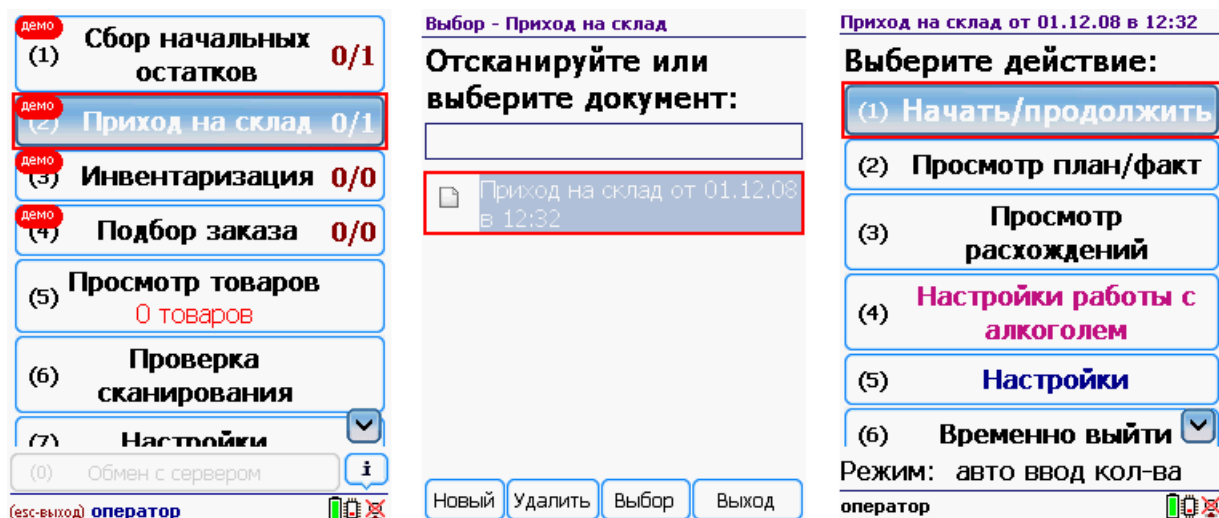 демо
(1) Сбор начальных
остатков 0/1
демо
(2) Приход на склад 0/1
демо
(3) Инвентаризация 0/0
демо
(4) Подбор заказа 0/0
(5) Просмотр товаров
0 товаров
(6) Проверка
сканирования
(7) Настройки
(0) Обмен с сервером i
(esc-выход) оператор
Выбор - Приход на склад
Отсканируйте или
выберите документ:
Приход на склад от 01.12.08
в 12:32
Новый Удалить Выбор Выход
Приход на склад от 01.12.08 в 12:32
Выберите действие:
(1) Начать/продолжить
(2) Просмотр план/факт
(3) Просмотр
расхождений
(4) Настройки работы с
алкоголем
(5) Настройки
(6) Временно выйти
Режим: авто ввод кол-ва
оператор